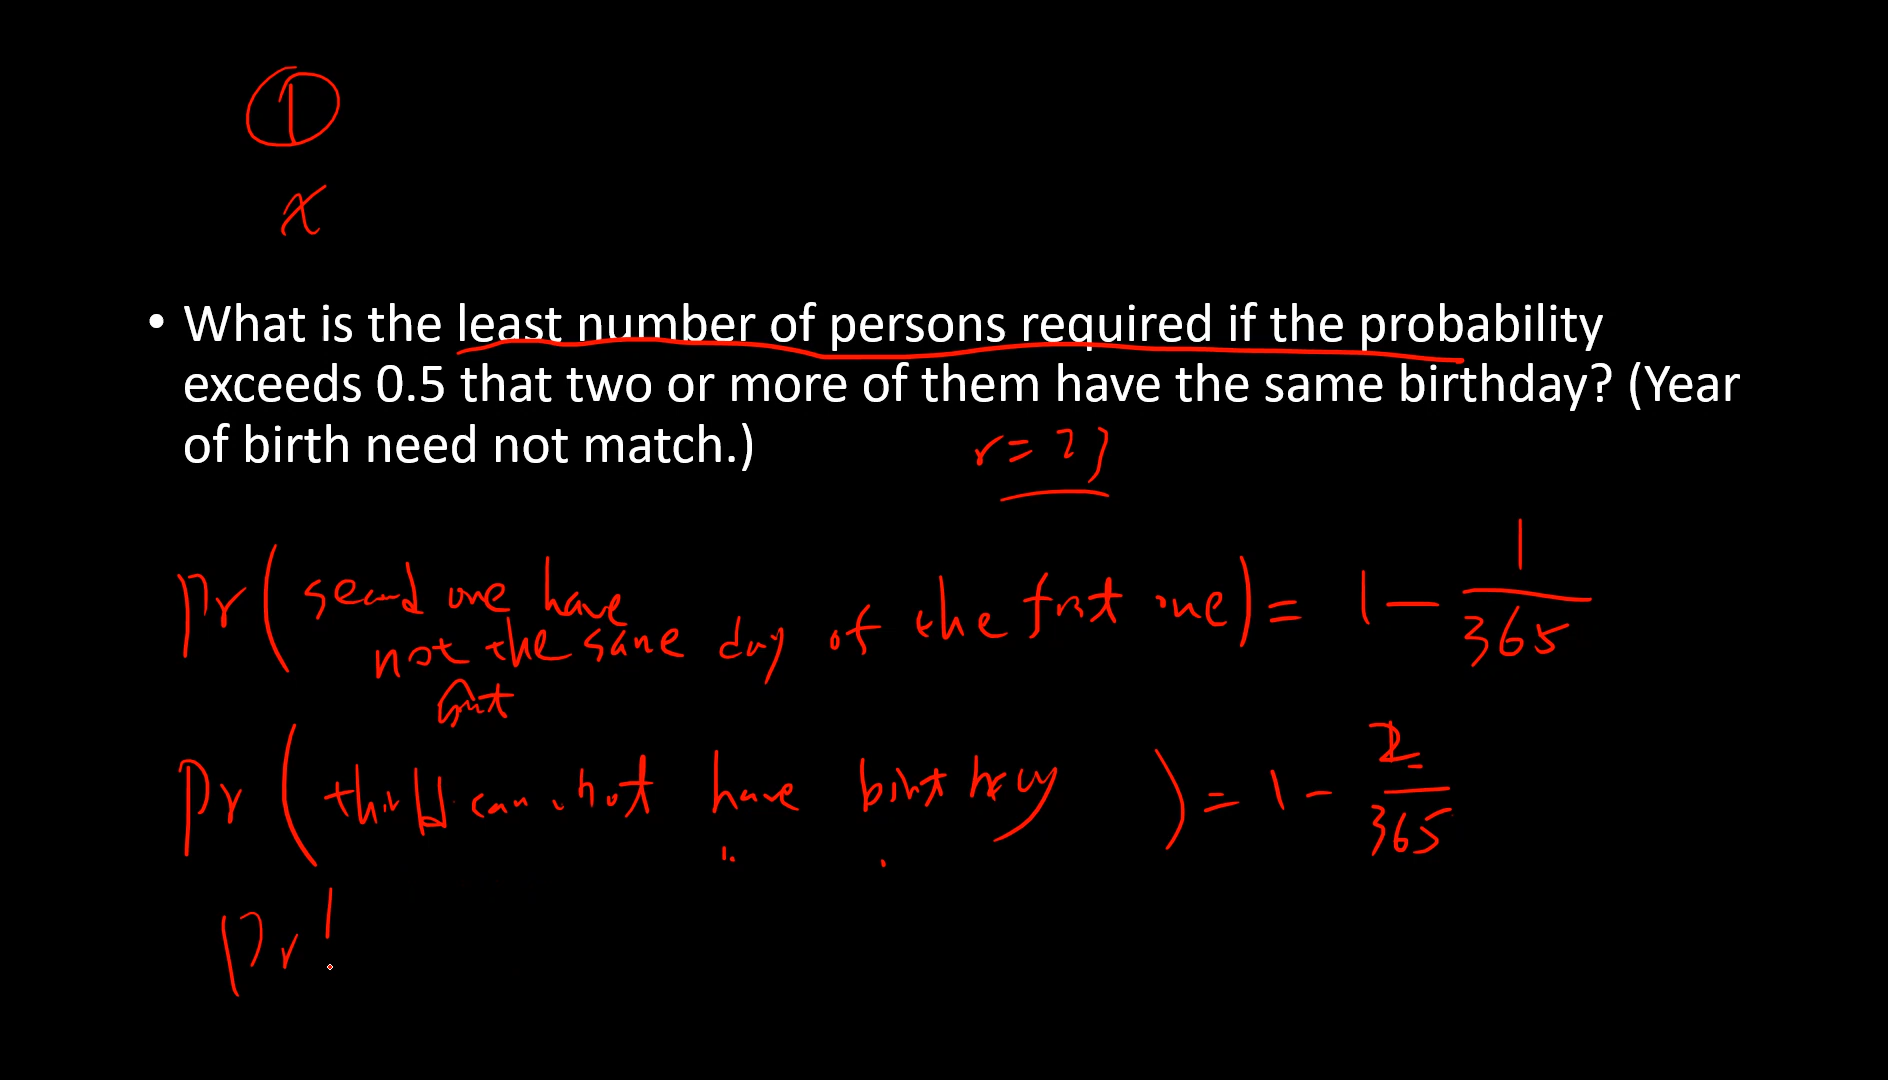 ①
x
• What is the least number of persons required if the probability
exceeds 0.5 that two or more of them have the same birthday? (Year
of birth need not match.)
r = 23
Pr( second one have
not the same day of the first one) = 1 - 1/365
Pr( third can not have birthday ) = 1 - 2/365
Pr